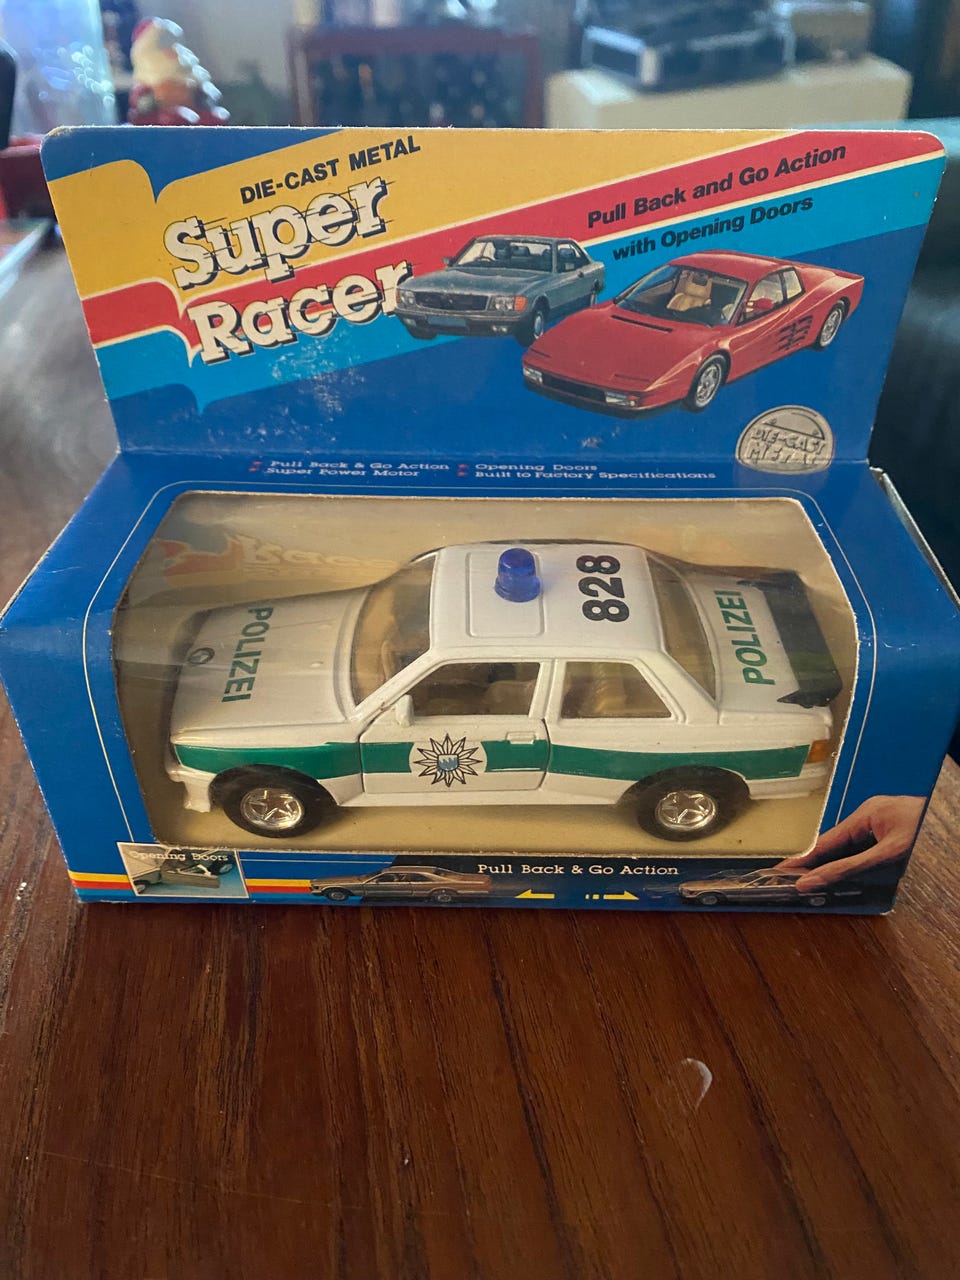 DIE-CAST METAL
Super
Racer
Pull Back and Go Action
with Opening Doors
DIE-CAST
METAL
Pull Back & Go Action
Super Power Motor
Opening Doors
Built to Factory Specifications
828
POLIZEI
POLIZEI
Opening Doors
Pull Back & Go Action